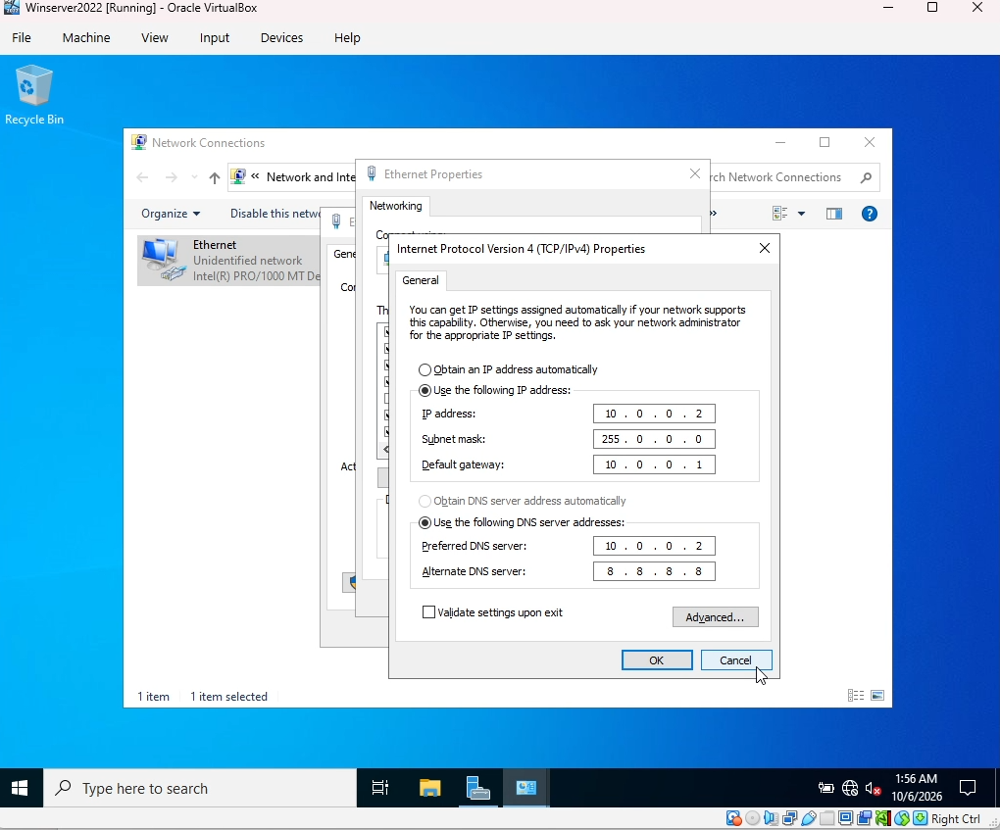 Winserver2022 [Running] - Oracle VirtualBox
File Machine View Input Devices Help
Recycle Bin
Network Connections
« Network and Inte
rch Network Connections
Organize
Disable this netwo
»
Ethernet
Unidentified network
Intel(R) PRO/1000 MT De
Ethernet Properties
Networking
Gene
Co
Act
Th
Internet Protocol Version 4 (TCP/IPv4) Properties
General
You can get IP settings assigned automatically if your network supports
this capability. Otherwise, you need to ask your network administrator
for the appropriate IP settings.
Obtain an IP address automatically
Use the following IP address:
IP address: 10 . 0 . 0 . 2
Subnet mask: 255 . 0 . 0 . 0
Default gateway: 10 . 0 . 0 . 1
Obtain DNS server address automatically
Use the following DNS server addresses:
Preferred DNS server: 10 . 0 . 0 . 2
Alternate DNS server: 8 . 8 . 8 . 8
Validate settings upon exit
Advanced...
OK Cancel
1 item 1 item selected
Type here to search
1:56 AM
10/6/2026
Right Ctrl